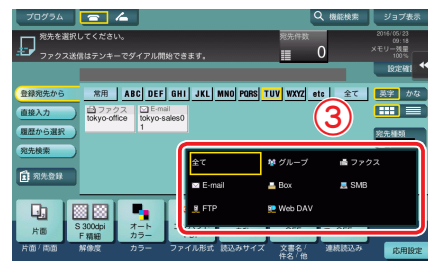 プログラム
機能検索
ジョブ表示
宛先を選択してください。
ファクス送信はテンキーでダイアル開始できます。
宛先件数
0
2016/05/23
09:18
メモリー残量
100%
設定確認
登録宛先から
常用 ABC DEF GHI JKL MNO PQRS TUV WXYZ etc 全て
英字 かな
直接入力
履歴から選択
宛先検索
宛先登録
ファクス
tokyo-office
E-mail
tokyo-sales0
1
3
宛先種類
全て
グループ
ファクス
E-mail
Box
SMB
FTP
Web DAV
片面
S 300dpi
F 精細
オート
カラー
片面/両面
解像度
カラー
ファイル形式
読込みサイズ
文書名/
件名/他
連続読込み
応用設定